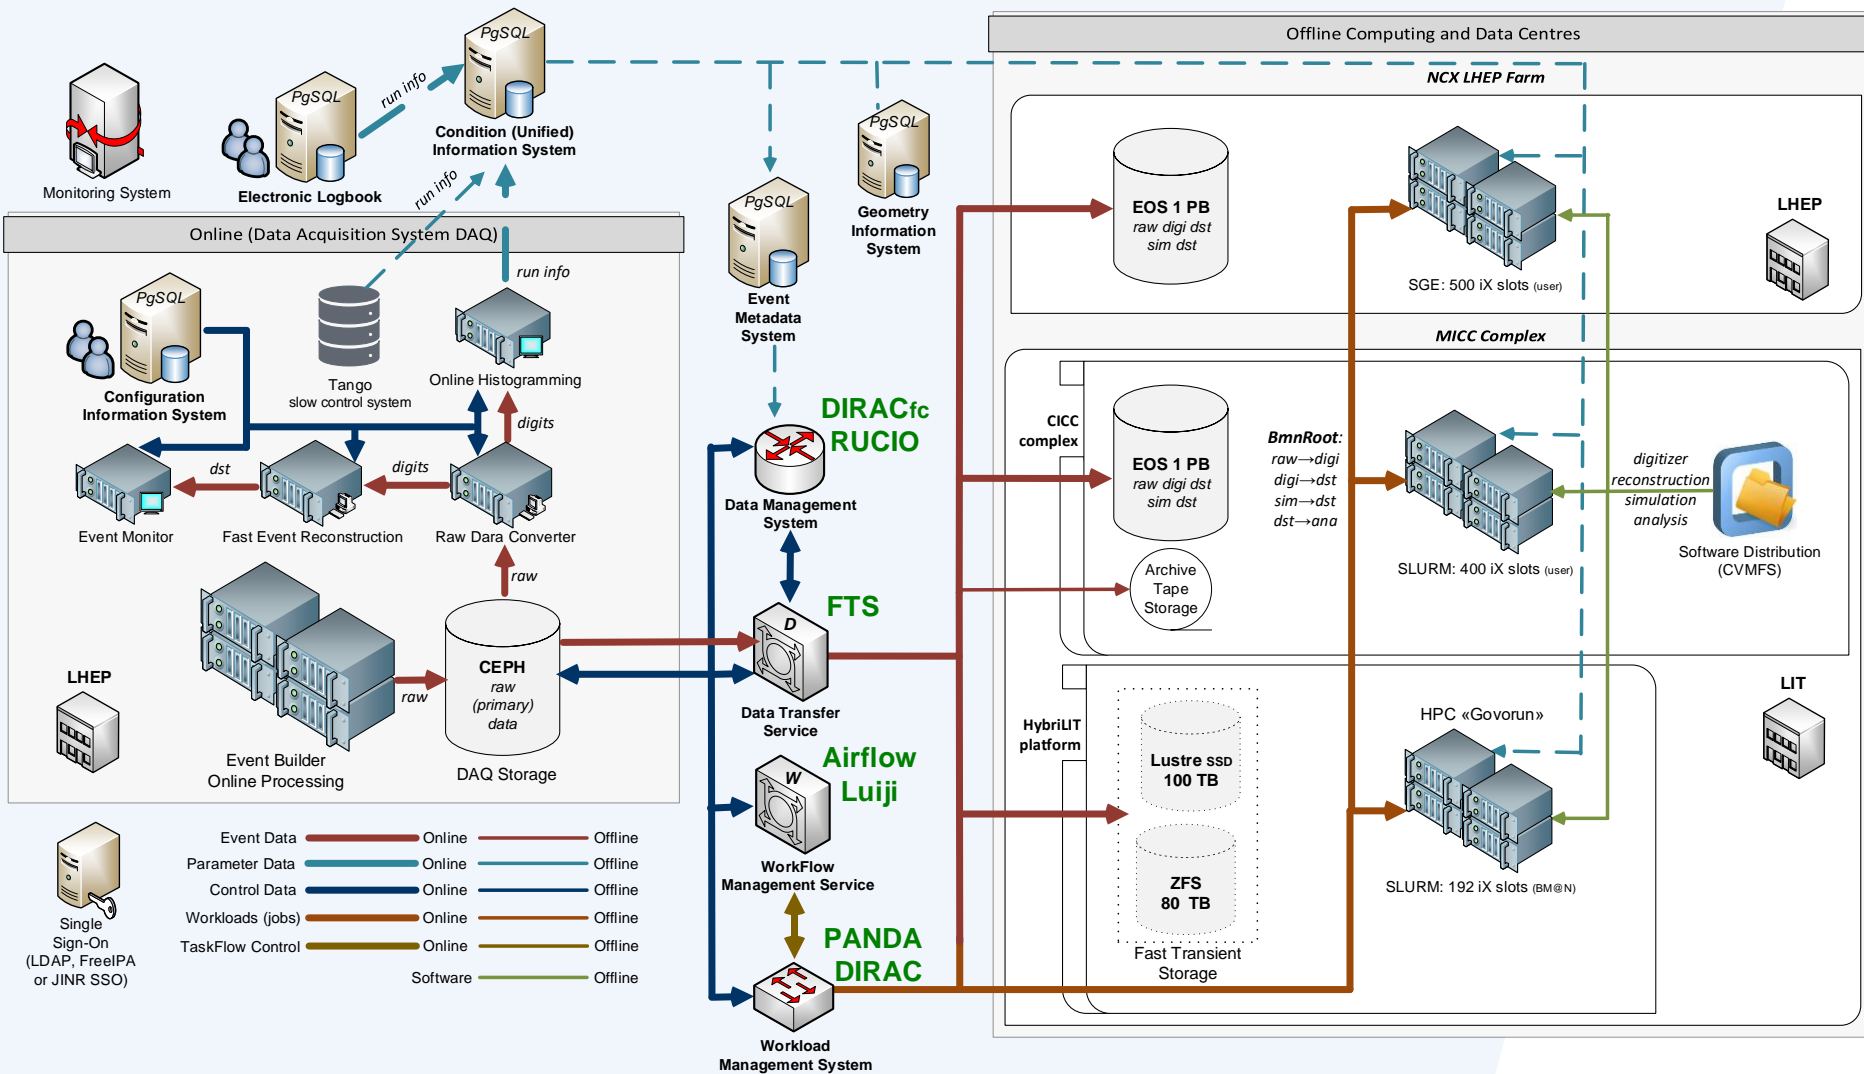 PgSQL
Condition (Unified)
Information System
run info
PgSQL
Electronic Logbook
Monitoring System
run info
PgSQL
Event
Metadata
System
PgSQL
Geometry
Information
System
Online (Data Acquisition System DAQ)
run info
PgSQL
Configuration
Information System
Tango
slow control system
Online Histogramming
digits
dst
digits
Event Monitor
Fast Event Reconstruction
Raw Dara Converter
raw
LHEP
Event Builder
Online Processing
raw
CEPH
raw
(primary)
data
DAQ Storage
DIRACfc
RUCIO
Data Management
System
FTS
D
Data Transfer
Service
Airflow
Luiji
W
WorkFlow
Management Service
PANDA
DIRAC
Workload
Management System
Single
Sign-On
(LDAP, FreeIPA
or JINR SSO)
Event Data Online Offline
Parameter Data Online Offline
Control Data Online Offline
Workloads (jobs) Online Offline
TaskFlow Control Online Offline
Software Offline
Offline Computing and Data Centres
NCX LHEP Farm
EOS 1 PB
raw digi dst
sim dst
SGE: 500 iX slots (user)
LHEP
MICC Complex
CICC
complex
EOS 1 PB
raw digi dst
sim dst
Archive
Tape
Storage
BmnRoot:
raw→digi
digi→dst
sim→dst
dst→ana
SLURM: 400 iX slots (user)
digitizer
reconstruction
simulation
analysis
Software Distribution
(CVMFS)
HybriLIT
platform
Lustre SSD
100 TB
ZFS
80 TB
Fast Transient
Storage
HPC «Govorun»
SLURM: 192 iX slots (BM@N)
LIT